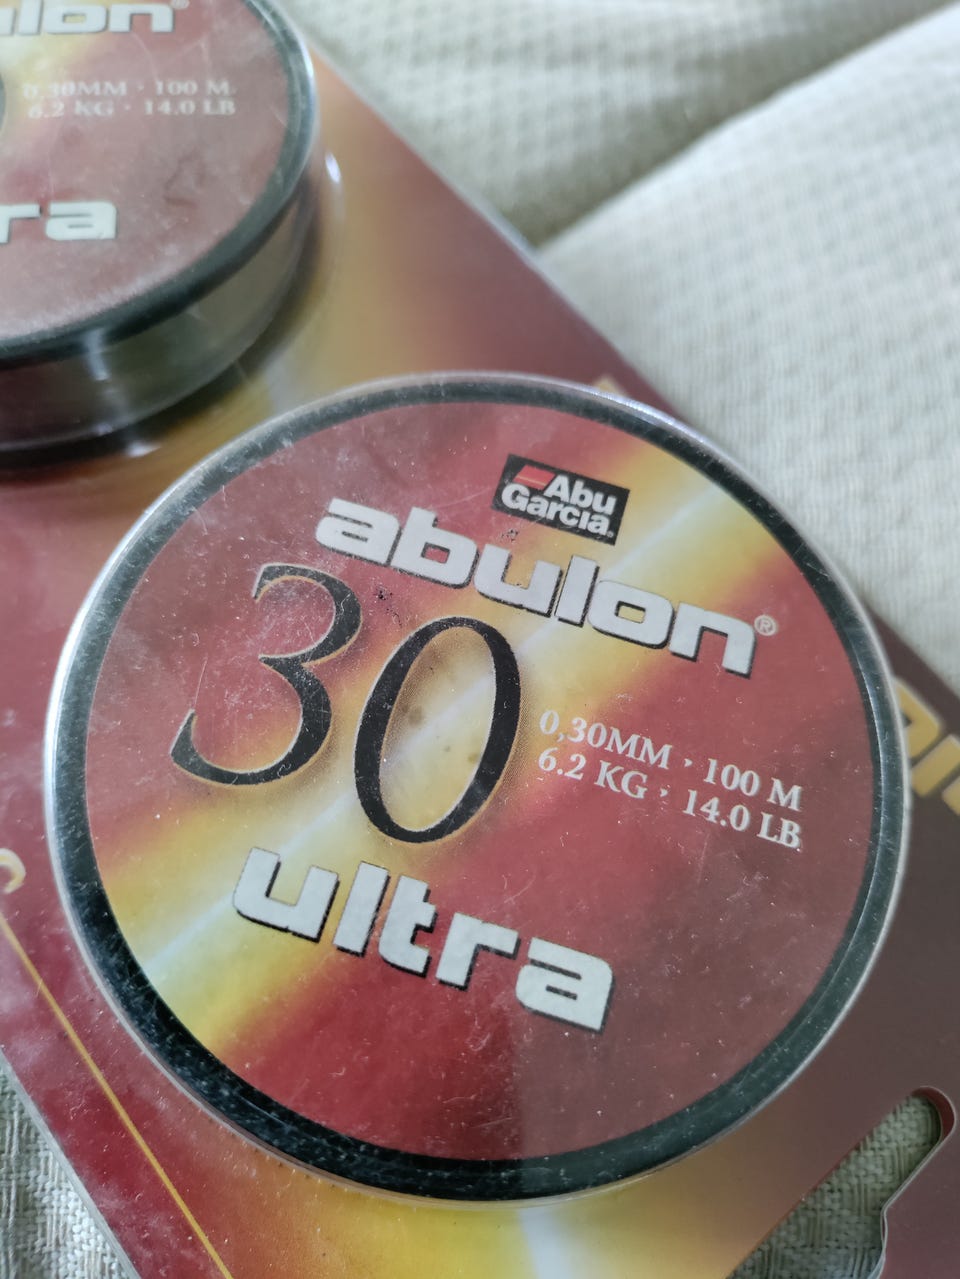 abulon®
0,30MM · 100 M
6.2 KG · 14.0 LB
ra
Abu
Garcia®
abulon®
30
0,30MM · 100 M
6.2 KG · 14.0 LB
ultra